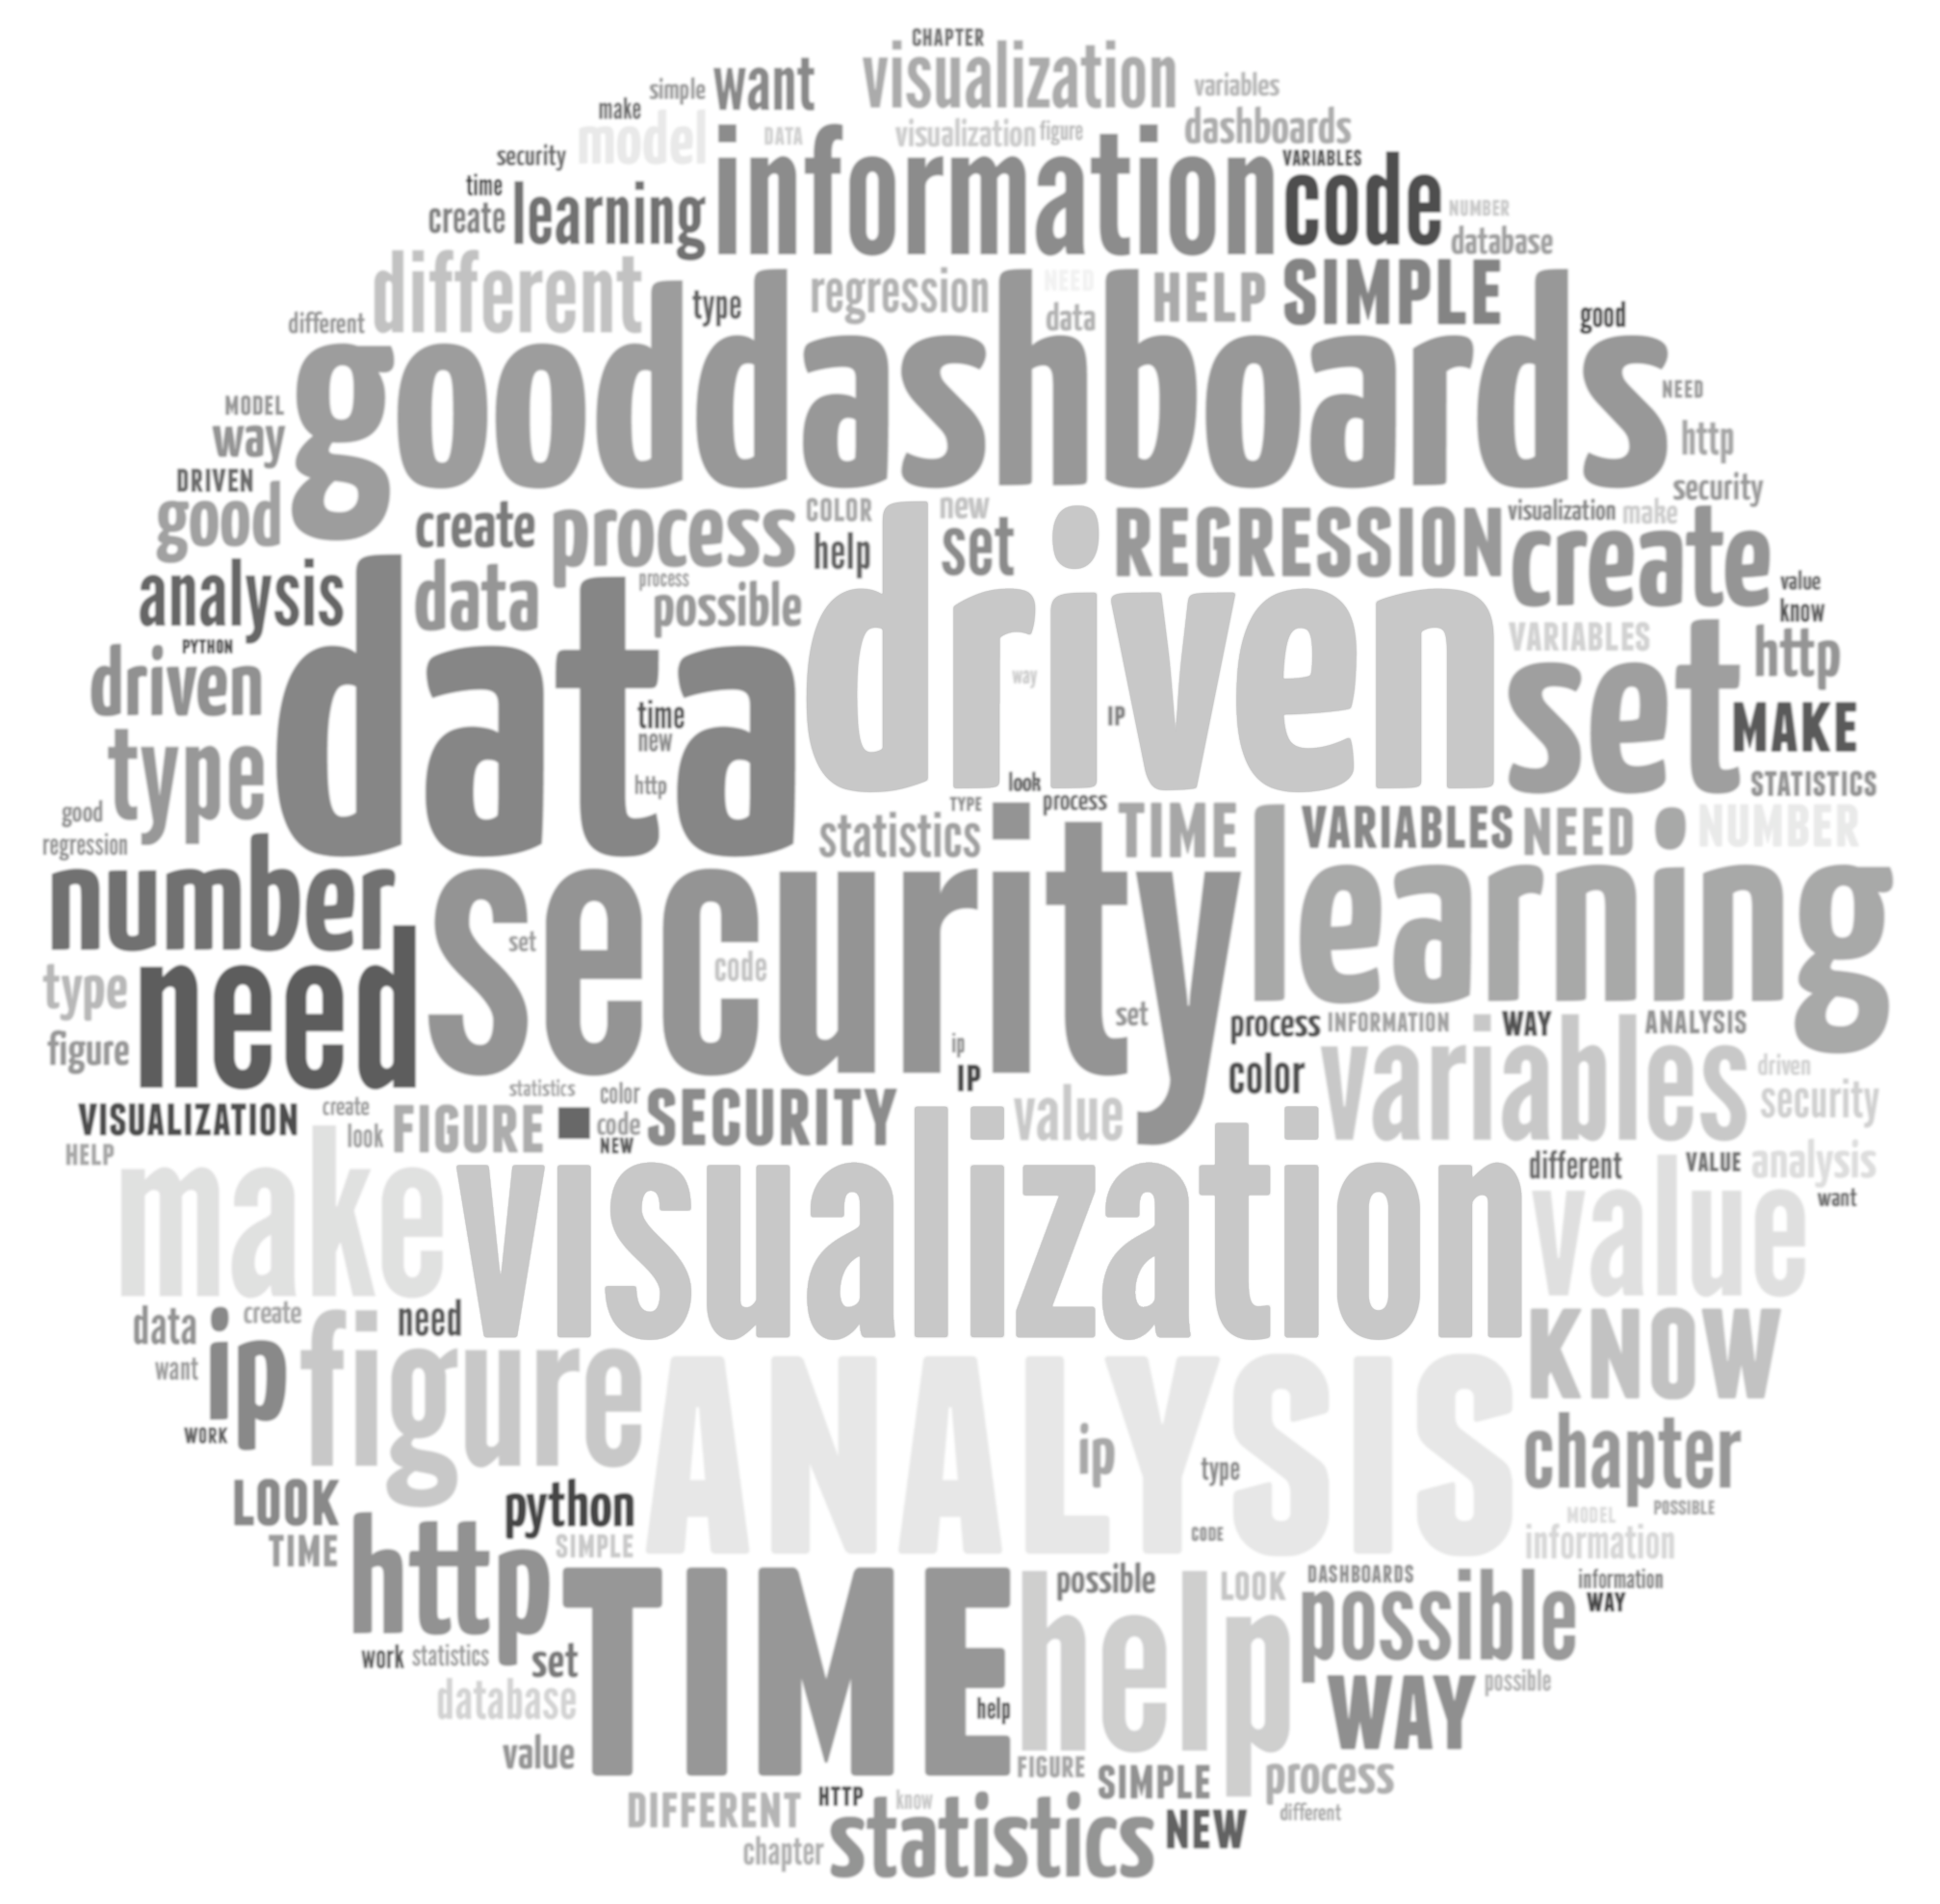 CHAPTER
simple want visualization variables
make model DATA visualization figure dashboards
security information VARIABLES
time learning code NUMBER
create database
different type regression NEED HELP SIMPLE
different data good
good dashboards
MODEL NEED
way http
DRIVEN security
good create process COLOR new REGRESSION visualization make
help set create
analysis data process possible driven value
know
PYTHON VARIABLES http
driven data way set
time IP MAKE
type new
http look STATISTICS
good TYPE process
regression statistics TIME VARIABLES NEED NUMBER
number security learning
need set code
type set
figure ip process INFORMATION WAY ANALYSIS
IP color variables driven
statistics color security
VISUALIZATION create FIGURE code SECURITY value
look NEW
HELP different VALUE analysis
make visualization value want
data create need
want ip figure KNOW
WORK ANALYSIS ip chapter
type
LOOK python CODE MODEL POSSIBLE
TIME http SIMPLE information
TIME possible LOOK DASHBOARDS information
help possible WAY
work statistics set
database WAY possible
value help
FIGURE SIMPLE process
DIFFERENT HTTP know different
chapter statistics NEW